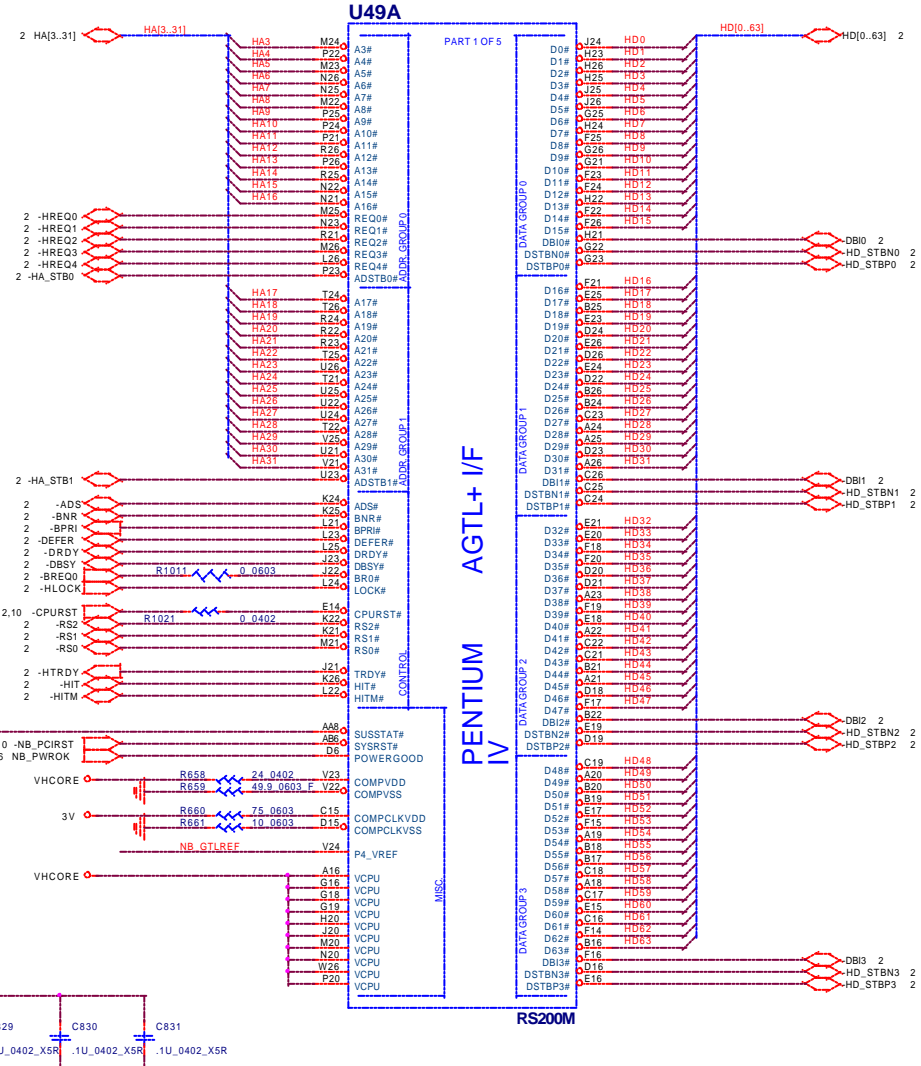 U49A
2 HA[3..31] HA[3..31] PART 1 OF 5 HD[0..63] HD[0..63] 2
HA3 M24 A3# D0# J24 HD0
HA4 P22 A4# D1# H23 HD1
HA5 M23 A5# D2# H26 HD2
HA6 N26 A6# D3# H25 HD3
HA7 N25 A7# D4# J25 HD4
HA8 M22 A8# D5# J26 HD5
HA9 P25 A9# D6# G25 HD6
HA10 P24 A10# D7# H24 HD7
HA11 P21 A11# D8# F25 HD8
HA12 R26 A12# D9# G26 HD9
HA13 P26 A13# D10# G21 HD10
HA14 R25 A14# D11# F23 HD11
HA15 N22 A15# D12# F24 HD12
HA16 N21 A16# D13# H22 HD13
2 -HREQ0 M25 REQ0# D14# F22 HD14
2 -HREQ1 N23 REQ1# D15# F26 HD15
2 -HREQ2 R21 REQ2# DBI0# H21 -DBI0 2
2 -HREQ3 M26 REQ3# DSTBN0# G22 -HD_STBN0 2
2 -HREQ4 L26 REQ4# DSTBP0# G23 -HD_STBP0 2
2 -HA_STB0 P23 ADSTB0#
ADDR. GROUP 0
DATA GROUP 0
HA17 T24 A17# D16# F21 HD16
HA18 T26 A18# D17# E25 HD17
HA19 R24 A19# D18# B25 HD18
HA20 R22 A20# D19# E23 HD19
HA21 R23 A21# D20# D24 HD20
HA22 T25 A22# D21# E26 HD21
HA23 U26 A23# D22# D26 HD22
HA24 T21 A24# D23# E24 HD23
HA25 U25 A25# D24# D22 HD24
HA26 U22 A26# D25# B26 HD25
HA27 U24 A27# D26# B24 HD26
HA28 T22 A28# D27# C23 HD27
HA29 V25 A29# D28# A24 HD28
HA30 U21 A30# D29# A25 HD29
HA31 V21 A31# D30# D23 HD30
2 -HA_STB1 U23 ADSTB1# D31# A26 HD31
DBI1# C26 -DBI1 2
DSTBN1# C25 -HD_STBN1 2
DSTBP1# C24 -HD_STBP1 2
ADDR. GROUP 1
DATA GROUP 1
PENTIUM IV AGTL+ I/F
2 -ADS K24 ADS#
2 -BNR K25 BNR#
2 -BPRI L21 BPRI#
2 -DEFER L23 DEFER#
2 -DRDY L25 DRDY#
2 -DBSY J23 DBSY#
2 -BREQ0 R1011 0_0603 J22 BR0#
2 -HLOCK L24 LOCK#
2,10 -CPURST R1021 0_0402 E14 CPURST#
2 -RS2 K22 RS2#
2 -RS1 K21 RS1#
2 -RS0 M21 RS0#
2 -HTRDY J21 TRDY#
2 -HIT K26 HIT#
2 -HITM L22 HITM#
CONTROL
D32# E21 HD32
D33# E20 HD33
D34# F18 HD34
D35# F20 HD35
D36# D20 HD36
D37# D21 HD37
D38# A23 HD38
D39# F19 HD39
D40# E18 HD40
D41# A22 HD41
D42# C22 HD42
D43# C21 HD43
D44# B21 HD44
D45# A21 HD45
D46# D18 HD46
D47# F17 HD47
DBI2# B22 -DBI2 2
DSTBN2# E19 -HD_STBN2 2
DSTBP2# D19 -HD_STBP2 2
DATA GROUP 2
AA8 SUSSTAT#
0 -NB_PCIRST AB6 SYSRST#
NB_PWROK D6 POWERGOOD
VHCORE R658 24_0402 V23 COMPVDD
R659 49.9_0603_F V22 COMPVSS
3V R660 75_0603 C15 COMPCLKVDD
R661 10_0603 D15 COMPCLKVSS
NB_GTLREF V24 P4_VREF
VHCORE A16 VCPU
G16 VCPU
G18 VCPU
G19 VCPU
H20 VCPU
J20 VCPU
M20 VCPU
N20 VCPU
W26 VCPU
P20 VCPU
MISC.
D48# C19 HD48
D49# A20 HD49
D50# B20 HD50
D51# B19 HD51
D52# E17 HD52
D53# F15 HD53
D54# A19 HD54
D55# B18 HD55
D56# B17 HD56
D57# C18 HD57
D58# A18 HD58
D59# C17 HD59
D60# E15 HD60
D61# C16 HD61
D62# F14 HD62
D63# B16 HD63
DBI3# F16 -DBI3 2
DSTBN3# D16 -HD_STBN3 2
DSTBP3# E16 -HD_STBP3 2
DATA GROUP 3
RS200M
29 C830 C831
U_0402_X5R .1U_0402_X5R .1U_0402_X5R